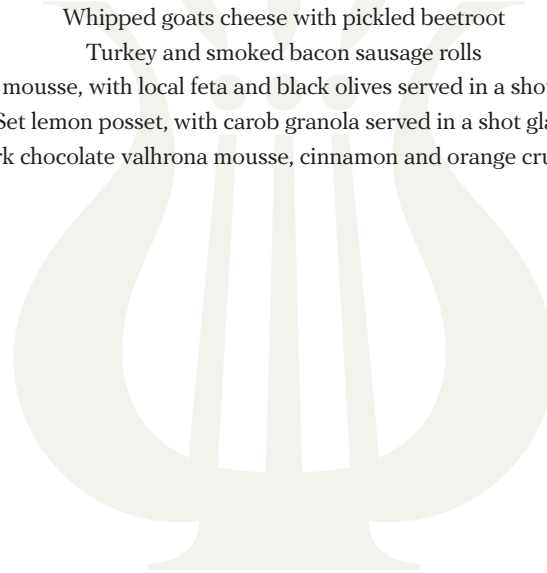 Whipped goats cheese with pickled beetroot
Turkey and smoked bacon sausage rolls
mousse, with local feta and black olives served in a
Set lemon posset, with carob granola served in a shot
chocolate valhrona mousse, cinnamon and orange